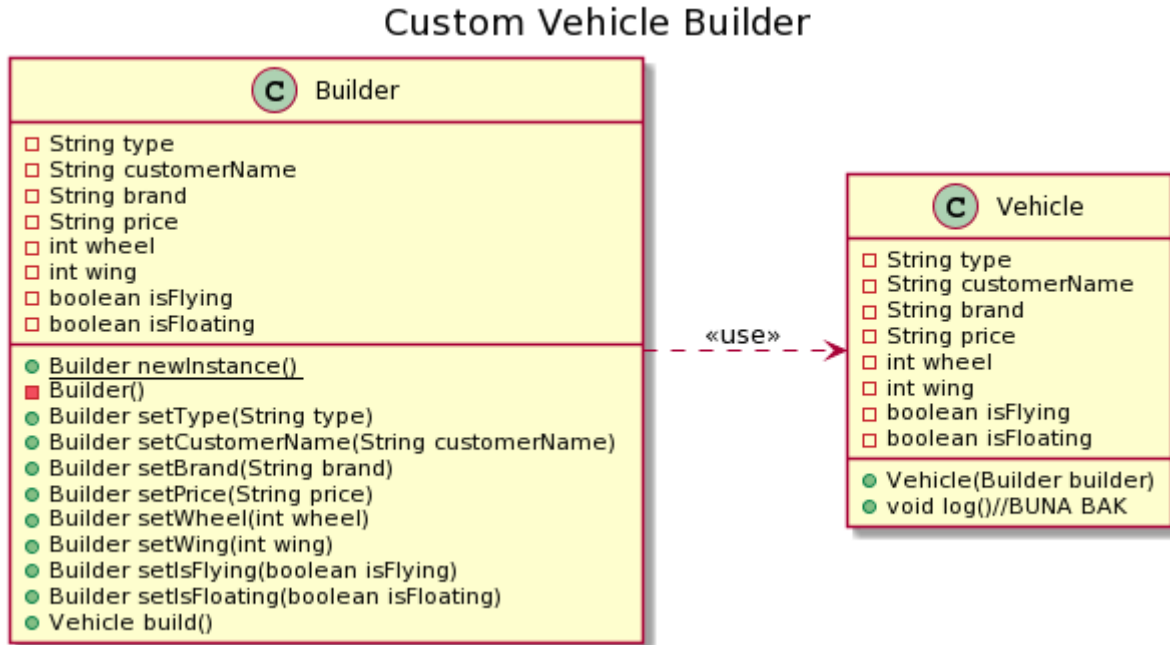 Custom Vehicle Builder
C Builder
String type
String customerName
String brand
String price
int wheel
int wing
boolean isFlying
boolean isFloating
Builder newInstance()
Builder()
Builder setType(String type)
Builder setCustomerName(String customerName)
Builder setBrand(String brand)
Builder setPrice(String price)
Builder setWheel(int wheel)
Builder setWing(int wing)
Builder setIsFlying(boolean isFlying)
Builder setIsFloating(boolean isFloating)
Vehicle build()
«use»
C Vehicle
String type
String customerName
String brand
String price
int wheel
int wing
boolean isFlying
boolean isFloating
Vehicle(Builder builder)
void log()//BUNA BAK